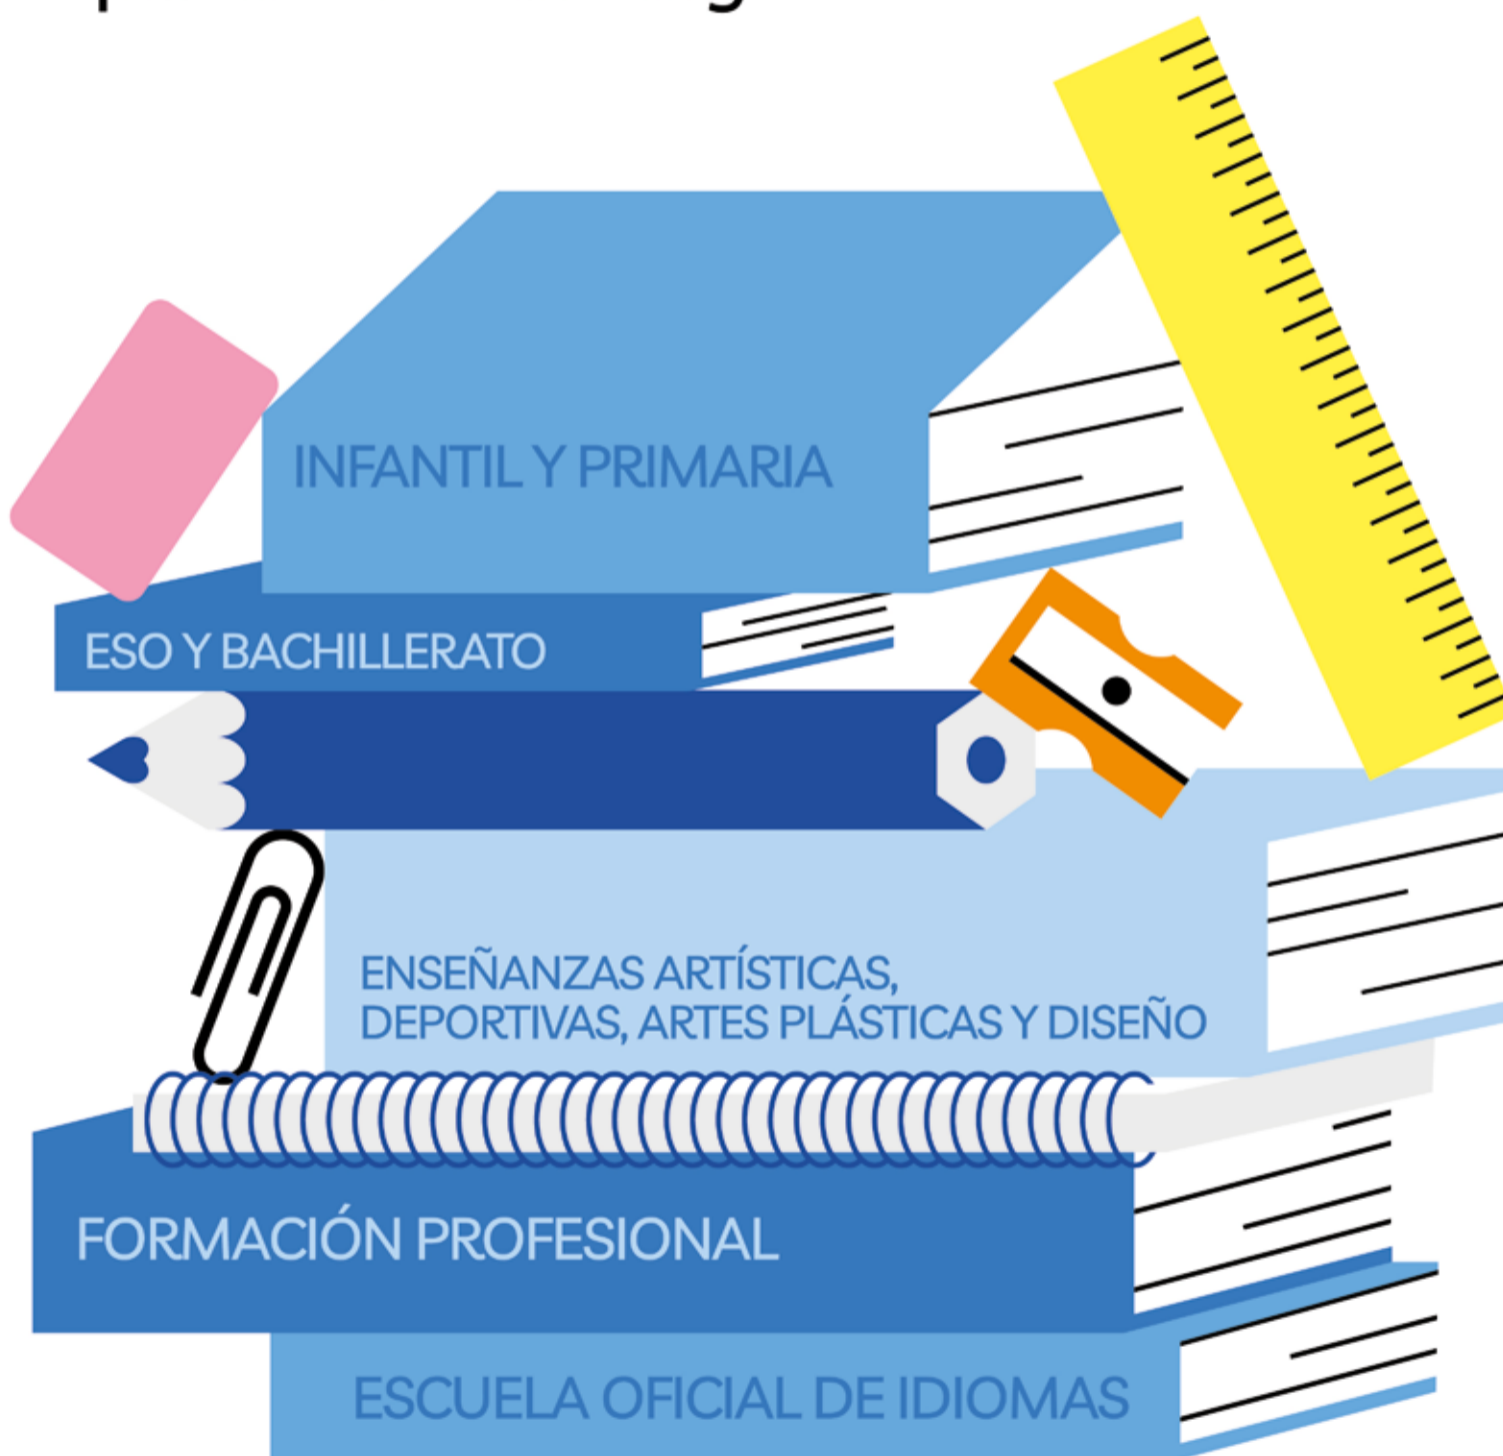 INFANTIL Y PRIMARIA
ESO Y BACHILLERATO
ENSEÑANZAS ARTÍSTICAS,
DEPORTIVAS, ARTES PLÁSTICAS Y DISEÑO
FORMACIÓN PROFESIONAL
ESCUELA OFICIAL DE IDIOMAS